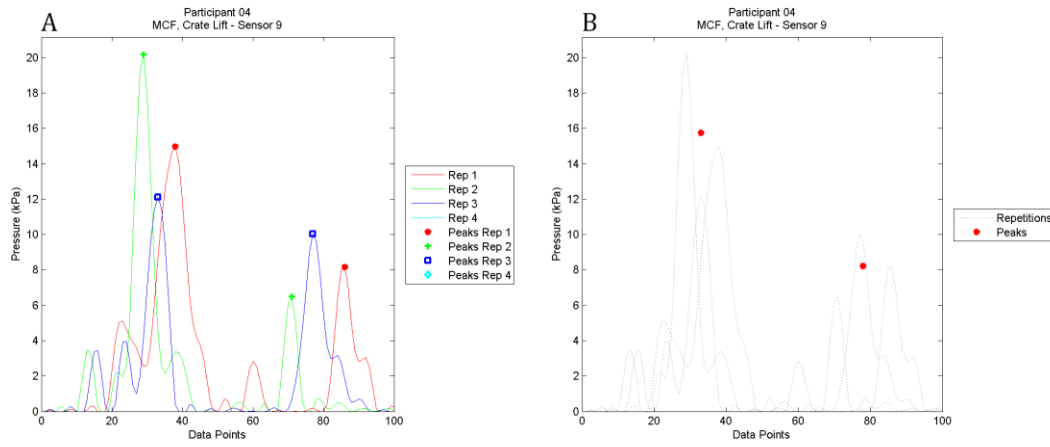 A
Participant 04
MCF, Crate Lift - Sensor 9
Pressure (kPa)
20
18
16
14
12
10
8
6
4
2
0
0 20 40 60 80 100
Data Points
Rep 1
Rep 2
Rep 3
Rep 4
Peaks Rep 1
Peaks Rep 2
Peaks Rep 3
Peaks Rep 4
B
Participant 04
MCF, Crate Lift - Sensor 9
Pressure (kPa)
20
18
16
14
12
10
8
6
4
2
0
0 20 40 60 80 100
Data Points
Repetitions
Peaks